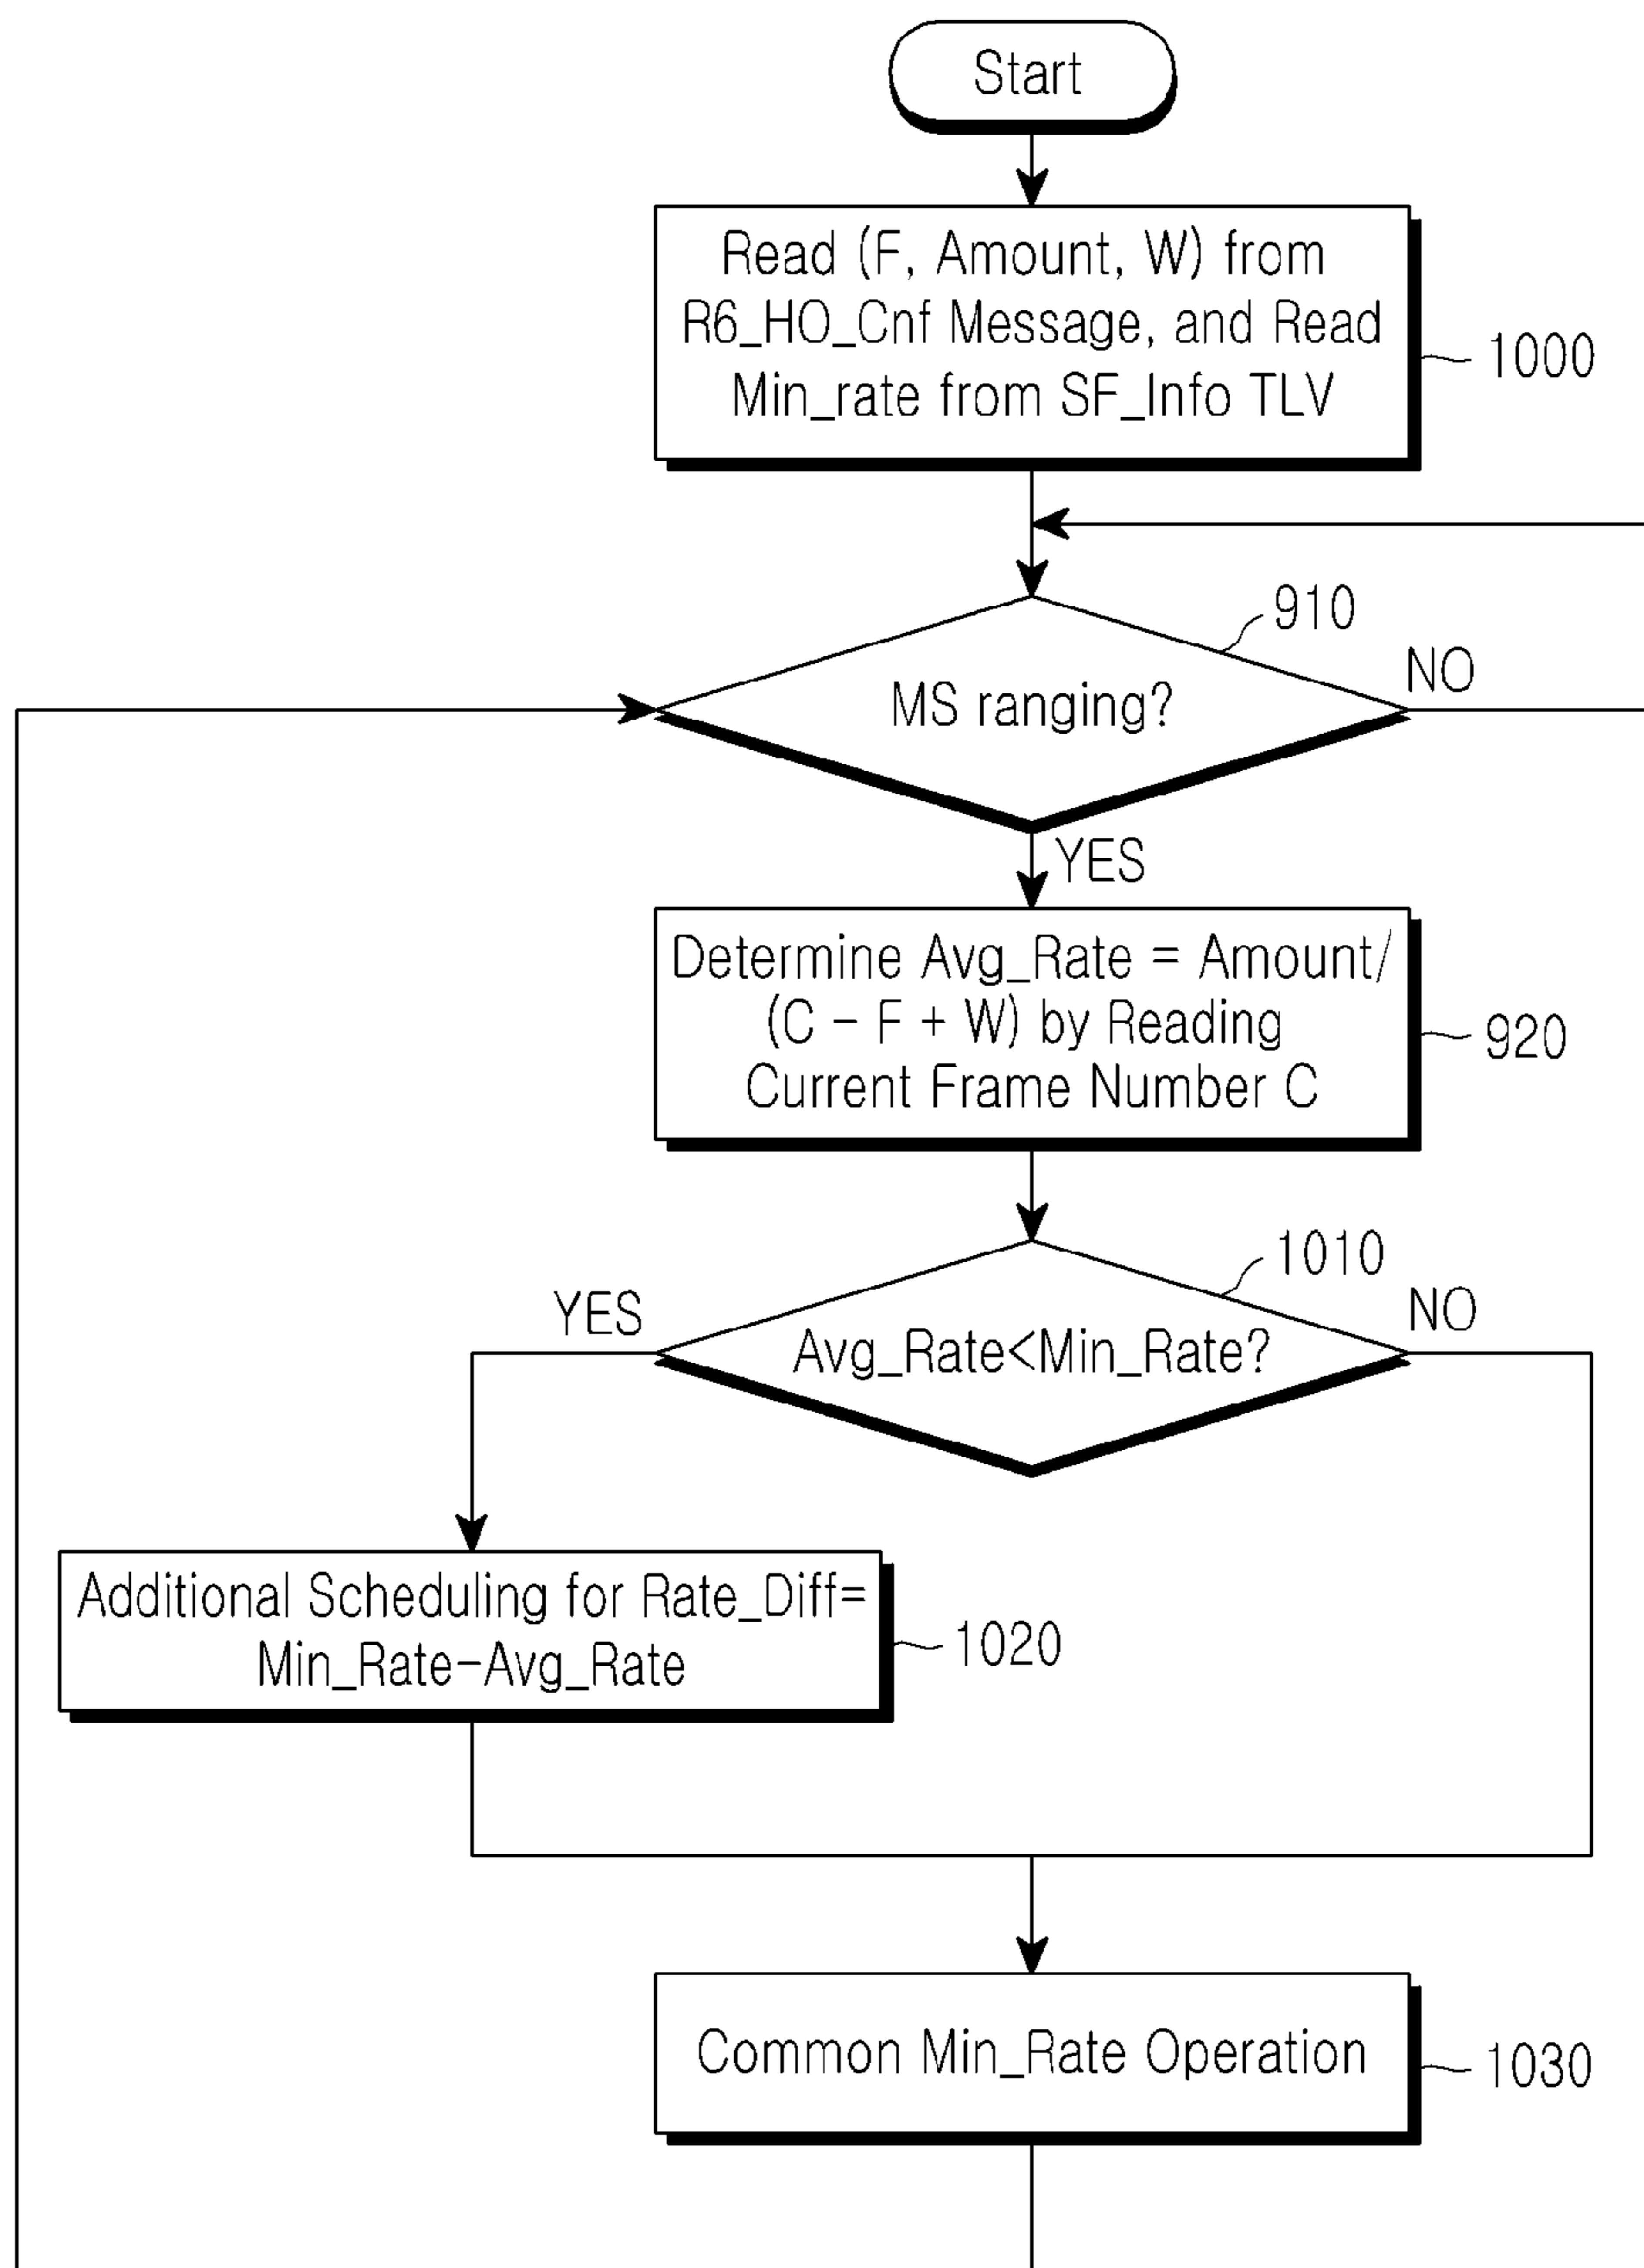 Start
Read (F, Amount, W) from
R6_HO_Cnf Message, and Read
Min_rate from SF_Info TLV
1000
910
NO
MS ranging?
YES
Determine Avg_Rate = Amount/
(C - F + W) by Reading
Current Frame Number C
920
1010
YES
NO
Avg_Rate<Min_Rate?
Additional Scheduling for Rate_Diff=
Min_Rate-Avg_Rate
1020
Common Min_Rate Operation
1030